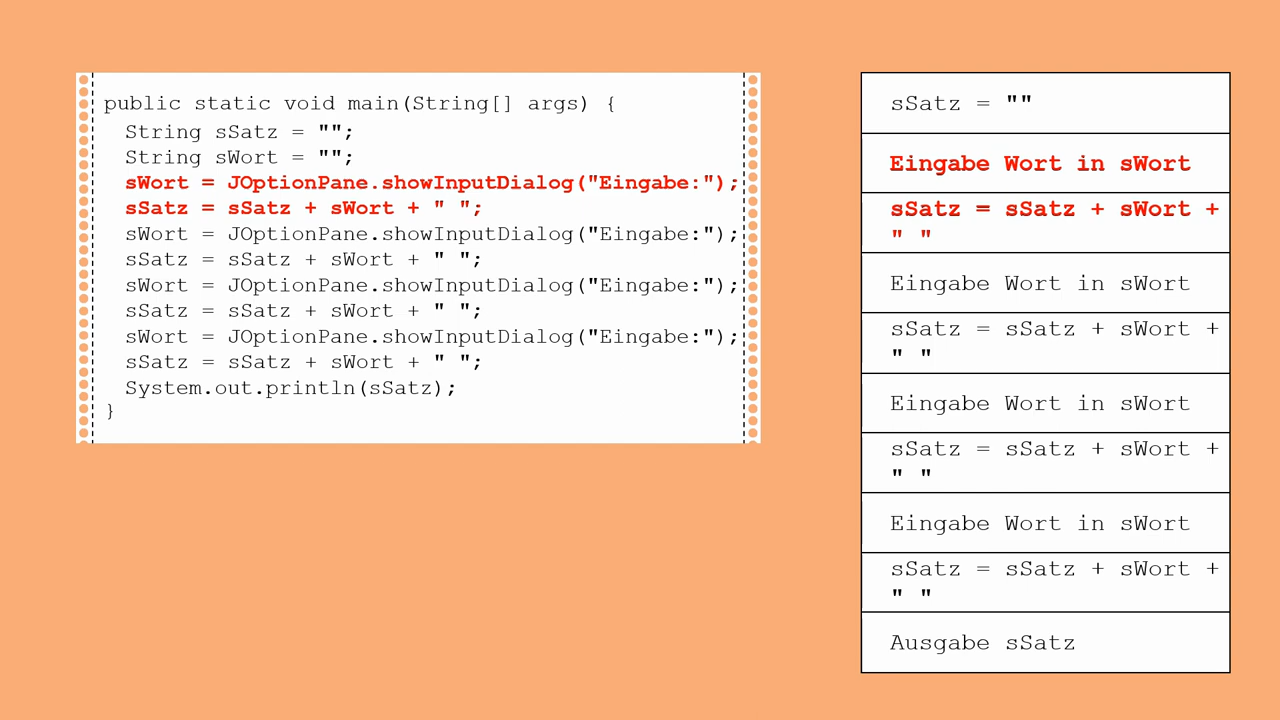 public static void main(String[] args) {
String sSatz = "";
String sWort = "";
sWort = JOptionPane.showInputDialog("Eingabe:");
sSatz = sSatz + sWort + " ";
sWort = JOptionPane.showInputDialog("Eingabe:");
sSatz = sSatz + sWort + " ";
sWort = JOptionPane.showInputDialog("Eingabe:");
sSatz = sSatz + sWort + " ";
sWort = JOptionPane.showInputDialog("Eingabe:");
sSatz = sSatz + sWort + " ";
System.out.println(sSatz);
}
sSatz = ""
Eingabe Wort in sWort
sSatz = sSatz + sWort +
" "
Eingabe Wort in sWort
sSatz = sSatz + sWort +
" "
Eingabe Wort in sWort
sSatz = sSatz + sWort +
" "
Eingabe Wort in sWort
sSatz = sSatz + sWort +
" "
Ausgabe sSatz